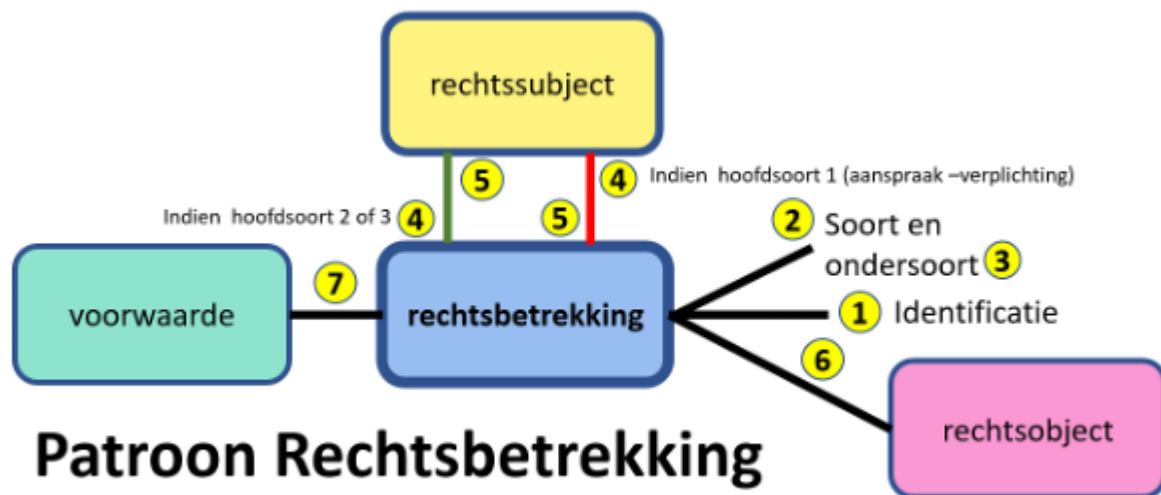 rechtssubject
5
4 Indien hoofdsoort 1 (aanspraak –verplichting)
Indien hoofdsoort 2 of 3 4
5
2 Soort en
ondersoort 3
voorwaarde
7
rechtsbetrekking
1 Identificatie
6
rechtsobject
Patroon Rechtsbetrekking